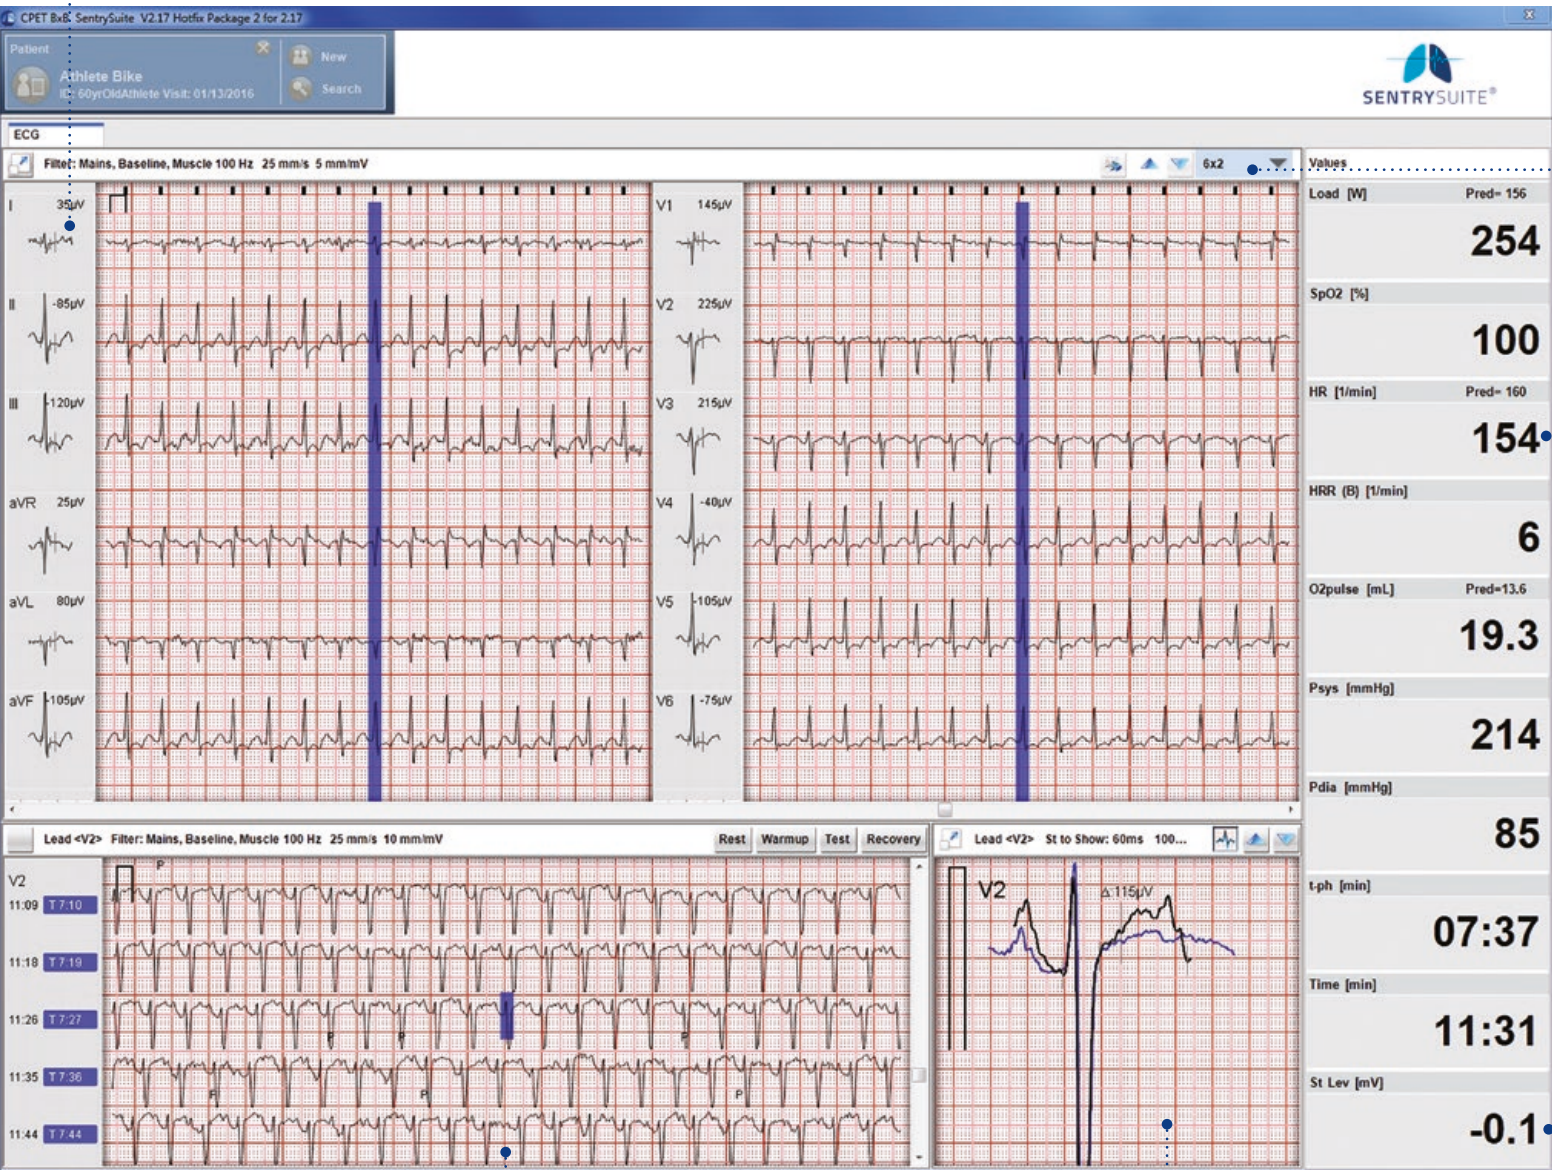 CPET BxB SentrySuite V2.17 Hotfix Package 2 for 2.17
Patient
New
Athlete Bike
ID: 60yrOldAthlete Visit: 01/13/2016
Search
SENTRYSUITE®
ECG
Filter: Mains, Baseline, Muscle 100 Hz 25 mm/s 5 mm/mV
6x2
I 35µV
II -85µV
III -120µV
aVR 25µV
aVL 80µV
aVF -105µV
V1 145µV
V2 225µV
V3 215µV
V4 -40µV
V5 -105µV
V6 -75µV
Values
Load [W] Pred= 156
254
SpO2 [%]
100
HR [1/min] Pred= 160
154
HRR (B) [1/min]
6
O2pulse [mL] Pred=13.6
19.3
Psys [mmHg]
214
Pdia [mmHg]
85
t-ph [min]
07:37
Time [min]
11:31
St Lev [mV]
-0.1
Lead <V2> Filter: Mains, Baseline, Muscle 100 Hz 25 mm/s 10 mm/mV
Rest Warmup Test Recovery
P
V2
11:09 T 7:10
11:18 T 7:19
11:26 T 7:27
P P P
11:35 T 7:36
P P P
11:44 T 7:44
Lead <V2> St to Show: 60ms 100...
V2 Δ:115µV